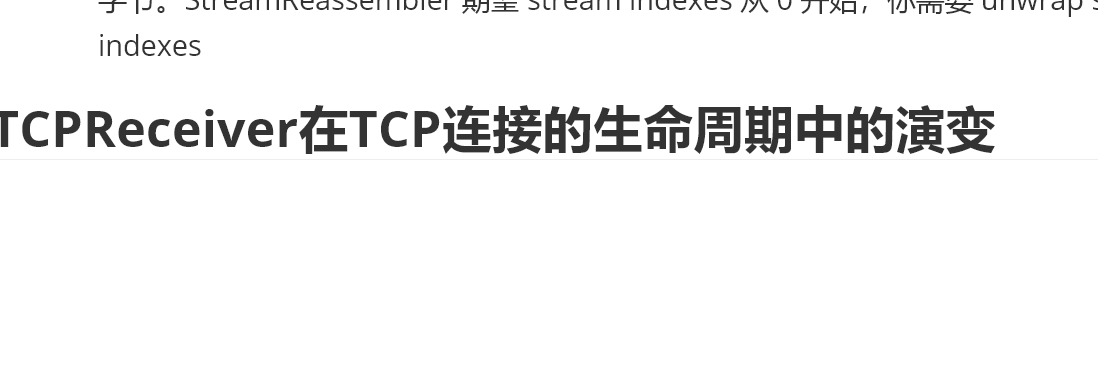 字节。StreamReassembler 期望 stream indexes 从 0 开始，你需要 unwrap s
indexes
TCPReceiver在TCP连接的生命周期中的演变